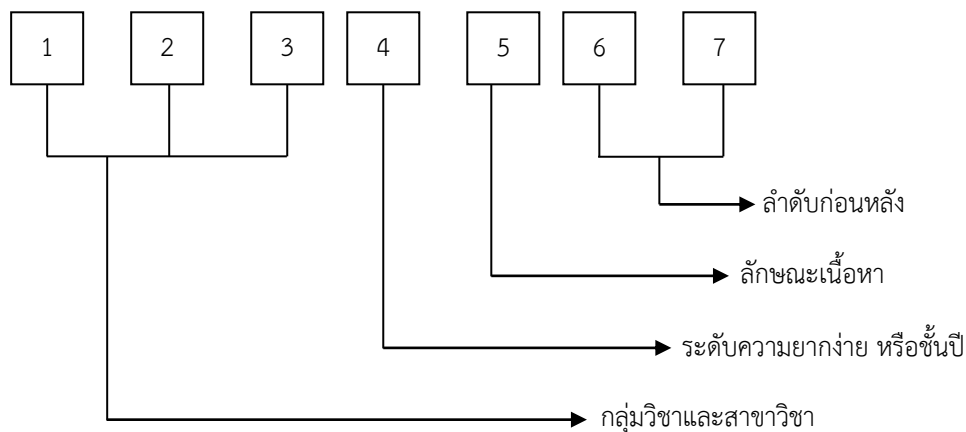 1 2 3 4 5 6 7
ลำดับก่อนหลัง
ลักษณะเนื้อหา
ระดับความยากง่าย หรือชั้นปี
กลุ่มวิชาและสาขาวิชา